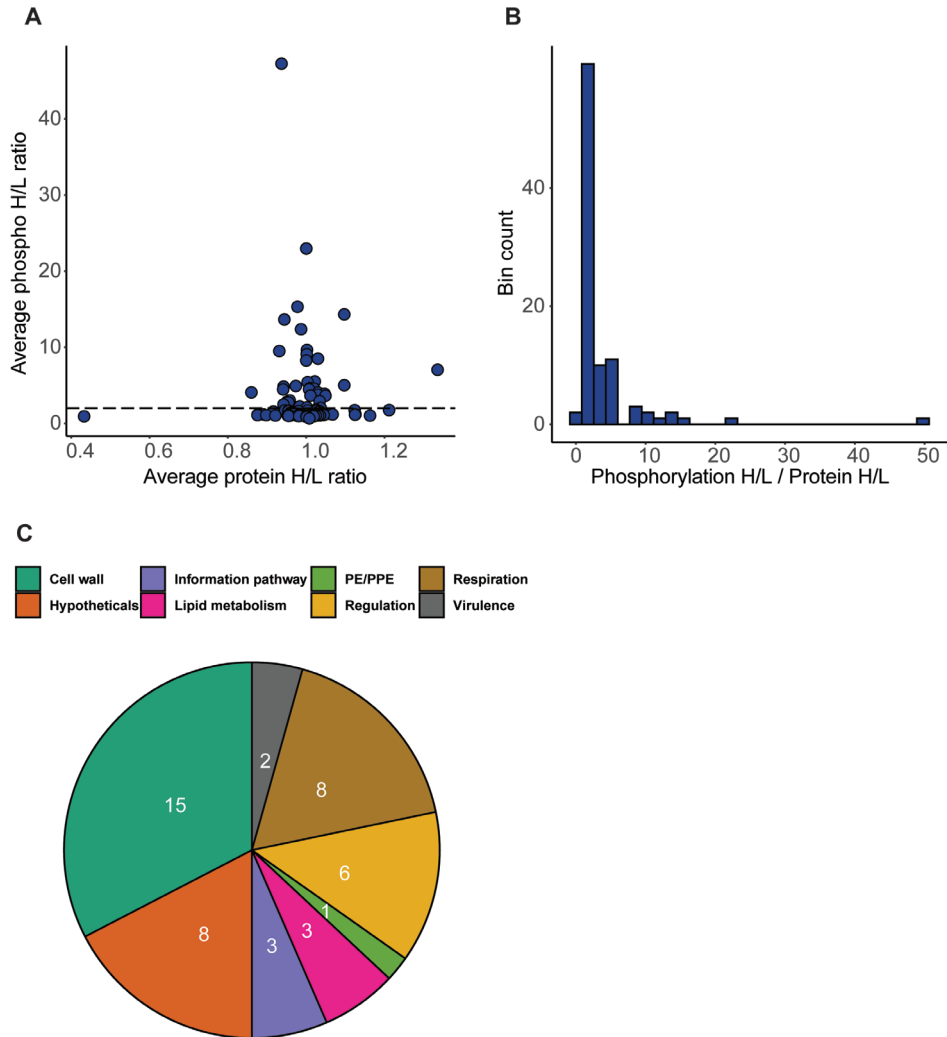 A
Average phospho H/L ratio
40
30
20
10
0
0.4 0.6 0.8 1.0 1.2
Average protein H/L ratio
B
Bin count
40
20
0
0 10 20 30 40 50
Phosphorylation H/L / Protein H/L
C
Cell wall Information pathway PE/PPE Respiration
Hypotheticals Lipid metabolism Regulation Virulence
2
8
15
6
1
3
8
3